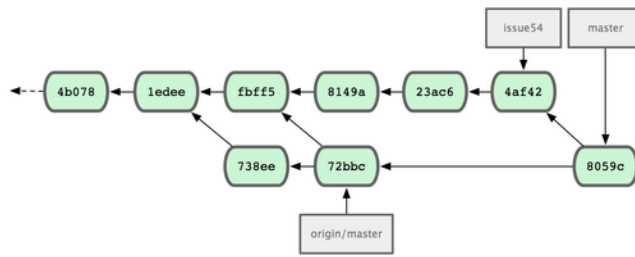 issue54 master
4b078 1edee fbff5 8149a 23ac6 4af42
738ee 72bbc 8059c
origin/master